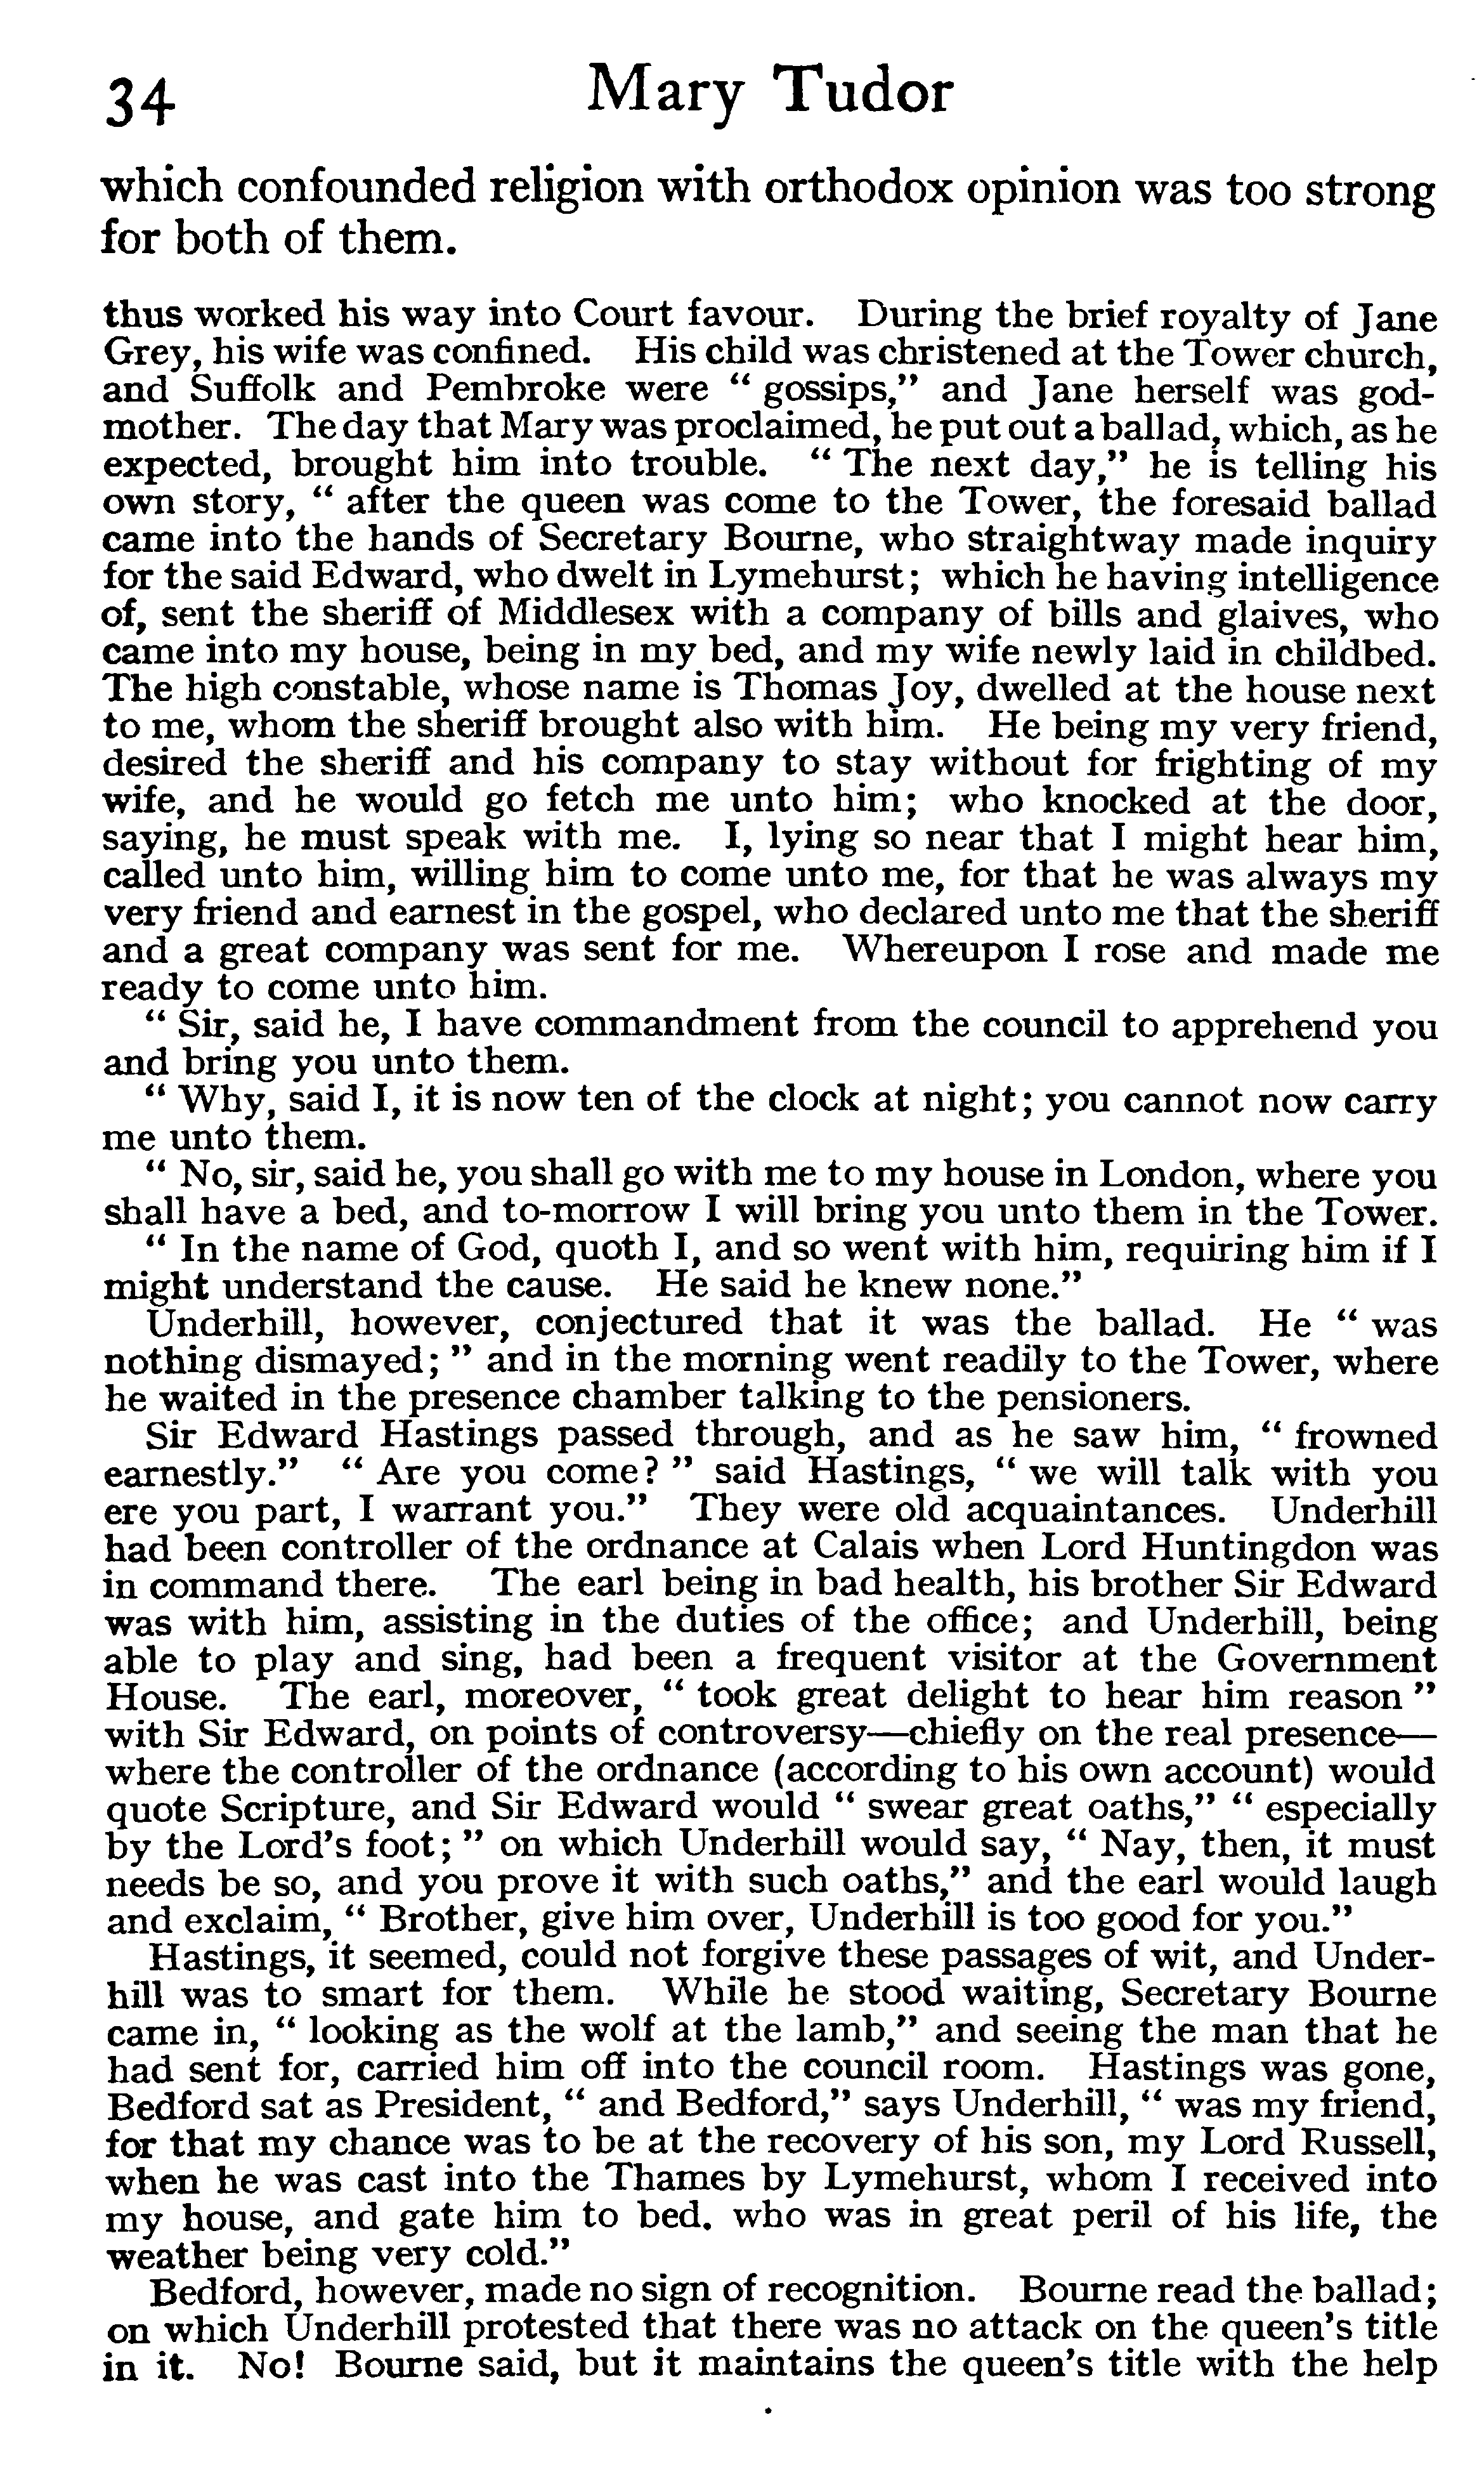 34 Mary Tudor
which confounded religion with orthodox opinion was too strong
for both of them.
thus worked his way into Court favour. During the brief royalty of Jane
Grey, his wife was confined. His child was christened at the Tower church,
and Suffolk and Pembroke were “ gossips,” and Jane herself was god-
mother. The day that Mary was proclaimed, he put out a ballad, which, as he
expected, brought him into trouble. “ The next day,” he is telling his
own story, “ after the queen was come to the Tower, the foresaid ballad
came into the hands of Secretary Bourne, who straightway made inquiry
for the said Edward, who dwelt in Lymehurst; which he having intelligence
of, sent the sheriff of Middlesex with a company of bills and glaives, who
came into my house, being in my bed, and my wife newly laid in childbed.
The high constable, whose name is Thomas Joy, dwelled at the house next
to me, whom the sheriff brought also with him. He being my very friend,
desired the sheriff and his company to stay without for frighting of my
wife, and he would go fetch me unto him; who knocked at the door,
saying, he must speak with me. I, lying so near that I might hear him,
called unto him, willing him to come unto me, for that he was always my
very friend and earnest in the gospel, who declared unto me that the sheriff
and a great company was sent for me. Whereupon I rose and made me
ready to come unto him.
“ Sir, said he, I have commandment from the council to apprehend you
and bring you unto them.
“ Why, said I, it is now ten of the clock at night; you cannot now carry
me unto them.
“ No, sir, said he, you shall go with me to my house in London, where you
shall have a bed, and to-morrow I will bring you unto them in the Tower.
“ In the name of God, quoth I, and so went with him, requiring him if I
might understand the cause. He said he knew none.”
Underhill, however, conjectured that it was the ballad. He “ was
nothing dismayed; ” and in the morning went readily to the Tower, where
he waited in the presence chamber talking to the pensioners.
Sir Edward Hastings passed through, and as he saw him, “ frowned
earnestly.” “ Are you come? ” said Hastings, “ we will talk with you
ere you part, I warrant you.” They were old acquaintances. Underhill
had been controller of the ordnance at Calais when Lord Huntingdon was
in command there. The earl being in bad health, his brother Sir Edward
was with him, assisting in the duties of the office; and Underhill, being
able to play and sing, had been a frequent visitor at the Government
House. The earl, moreover, “ took great delight to hear him reason ”
with Sir Edward, on points of controversy—chiefly on the real presence—
where the controller of the ordnance (according to his own account) would
quote Scripture, and Sir Edward would “ swear great oaths,” “ especially
by the Lord’s foot; ” on which Underhill would say, “ Nay, then, it must
needs be so, and you prove it with such oaths,” and the earl would laugh
and exclaim, “ Brother, give him over, Underhill is too good for you.”
Hastings, it seemed, could not forgive these passages of wit, and Under-
hill was to smart for them. While he stood waiting, Secretary Bourne
came in, “ looking as the wolf at the lamb,” and seeing the man that he
had sent for, carried him off into the council room. Hastings was gone,
Bedford sat as President, “ and Bedford,” says Underhill, “ was my friend,
for that my chance was to be at the recovery of his son, my Lord Russell,
when he was cast into the Thames by Lymehurst, whom I received into
my house, and gate him to bed. who was in great peril of his life, the
weather being very cold.”
Bedford, however, made no sign of recognition. Bourne read the ballad;
on which Underhill protested that there was no attack on the queen’s title
in it. No! Bourne said, but it maintains the queen’s title with the help